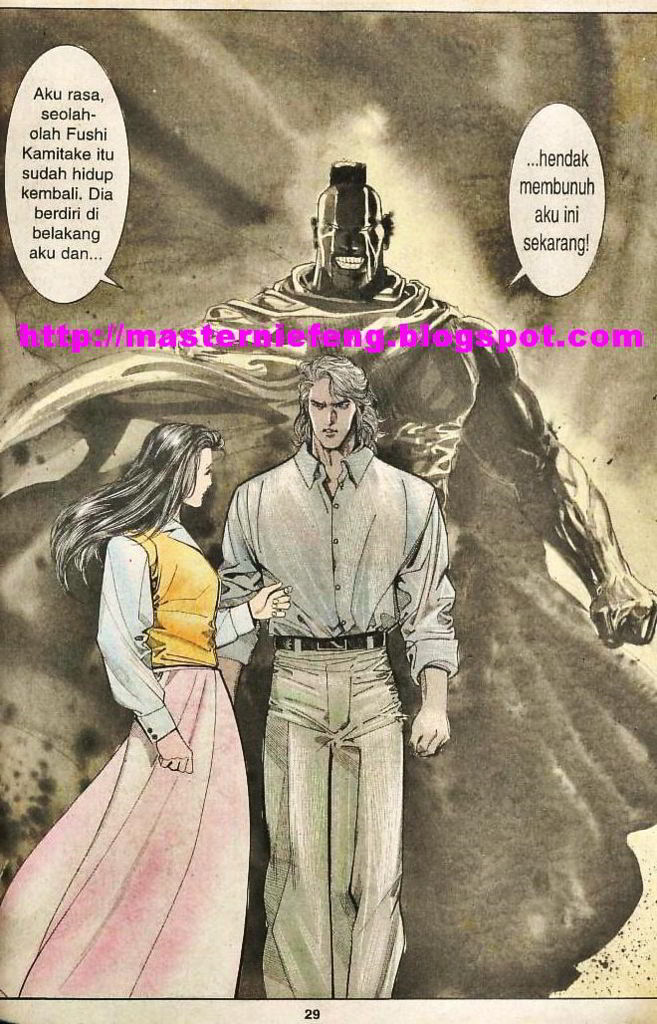 Aku rasa,
seolah-
olah Fushi
Kamitake itu
sudah hidup
kembali. Dia
berdiri di
belakang
aku dan...
...hendak
membunuh
aku ini
sekarang!
http://masterniefeng.blogspot.com
29